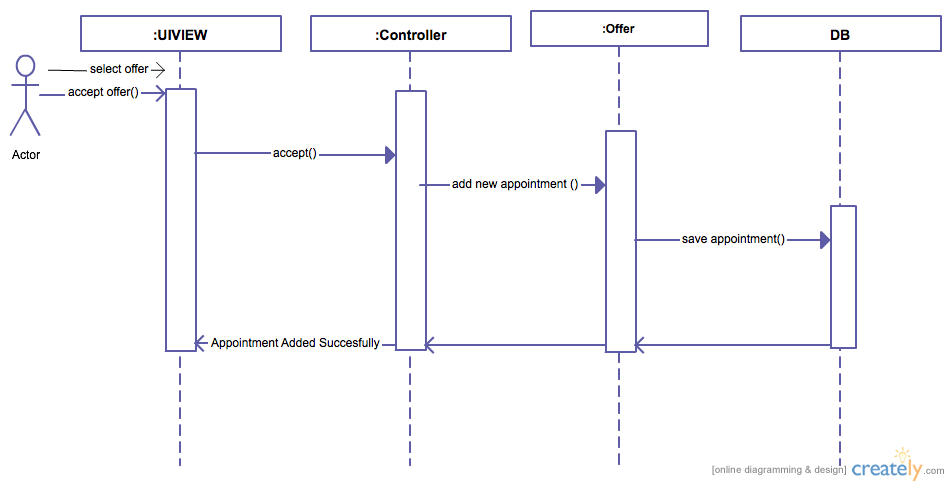 :UIVIEW
:Controller
:Offer
DB
select offer
accept offer()
Actor
accept()
add new appointment ()
save appointment()
Appointment Added Succesfully
[online diagramming & design] creately.com